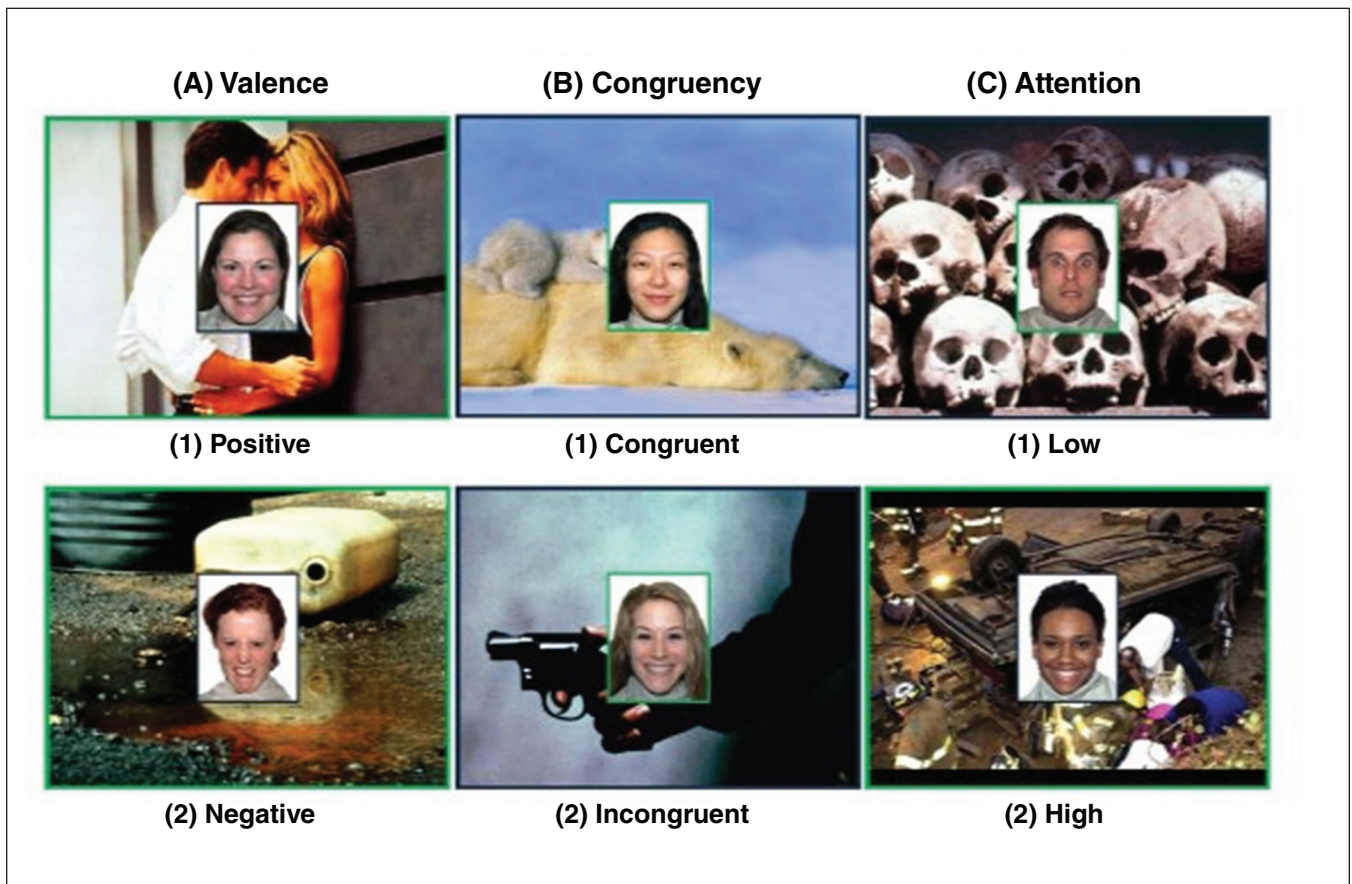 (A) Valence
(B) Congruency
(C) Attention
(1) Positive
(1) Congruent
(1) Low
(2) Negative
(2) Incongruent
(2) High